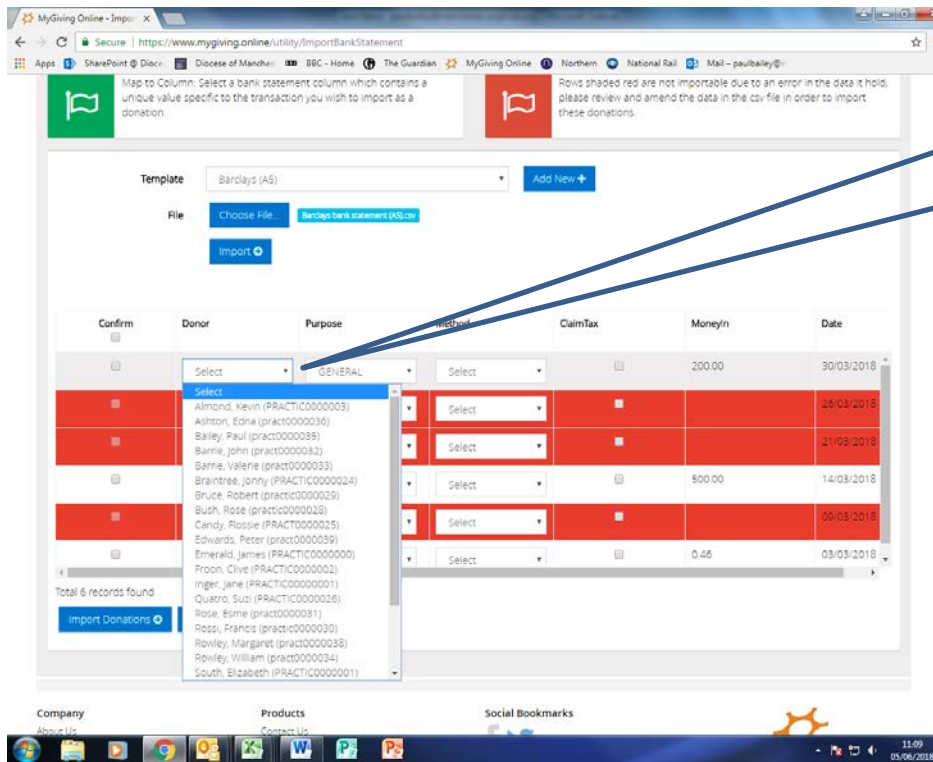 MyGiving Online - Impor
Secure | https://www.mygiving.online/utility/ImportBankStatement
Apps SharePoint @ Dioce Diocese of Manches BBC - Home The Guardian MyGiving Online Northern National Rail Mail – paulbailey@
Map to Column: Select a bank statement column which contains a
unique value specific to the transaction you wish to import as a
donation.
Rows shaded red are not importable due to an error in the data it hold,
please review and amend the data in the csv file in order to import
these donations.
Template Barclays (A5) Add New
File Choose File... Barclays bank statement (A5).csv
Import
Confirm Donor Purpose Method ClaimTax MoneyIn Date
Select GENERAL Select 200.00 30/03/2018
Select
Almond, Kevin (PRACTIC0000003)
Select 26/03/2018
Ashton, Edna (pract0000036)
Bailey, Paul (pract0000035)
Barrie, John (pract0000032)
Select 21/03/2018
Barrie, Valerie (pract0000033)
Braintree, Jonny (PRACTIC0000024)
Select 500.00 14/03/2018
Bruce, Robert (practic0000029)
Bush, Rose (practic0000028)
Candy, Flossie (PRACT0000025)
Select 09/03/2018
Edwards, Peter (pract0000039)
Emerald, James (PRACTIC0000000)
Select 0.46 03/03/2018
Froon, Clive (PRACTIC0000002)
Inger, Jane (PRACTIC00000001)
Total 6 records found
Quatro, Suzi (PRACTIC0000026)
Rose, Esme (pract0000031)
Import Donations
Rossi, Francis (practic0000030)
Rowley, Margaret (pract0000038)
Rowley, William (pract0000034)
South, Elizabeth (PRACTIC0000001)
Company Products Social Bookmarks
About Us Contact Us
11:09
05/06/2018